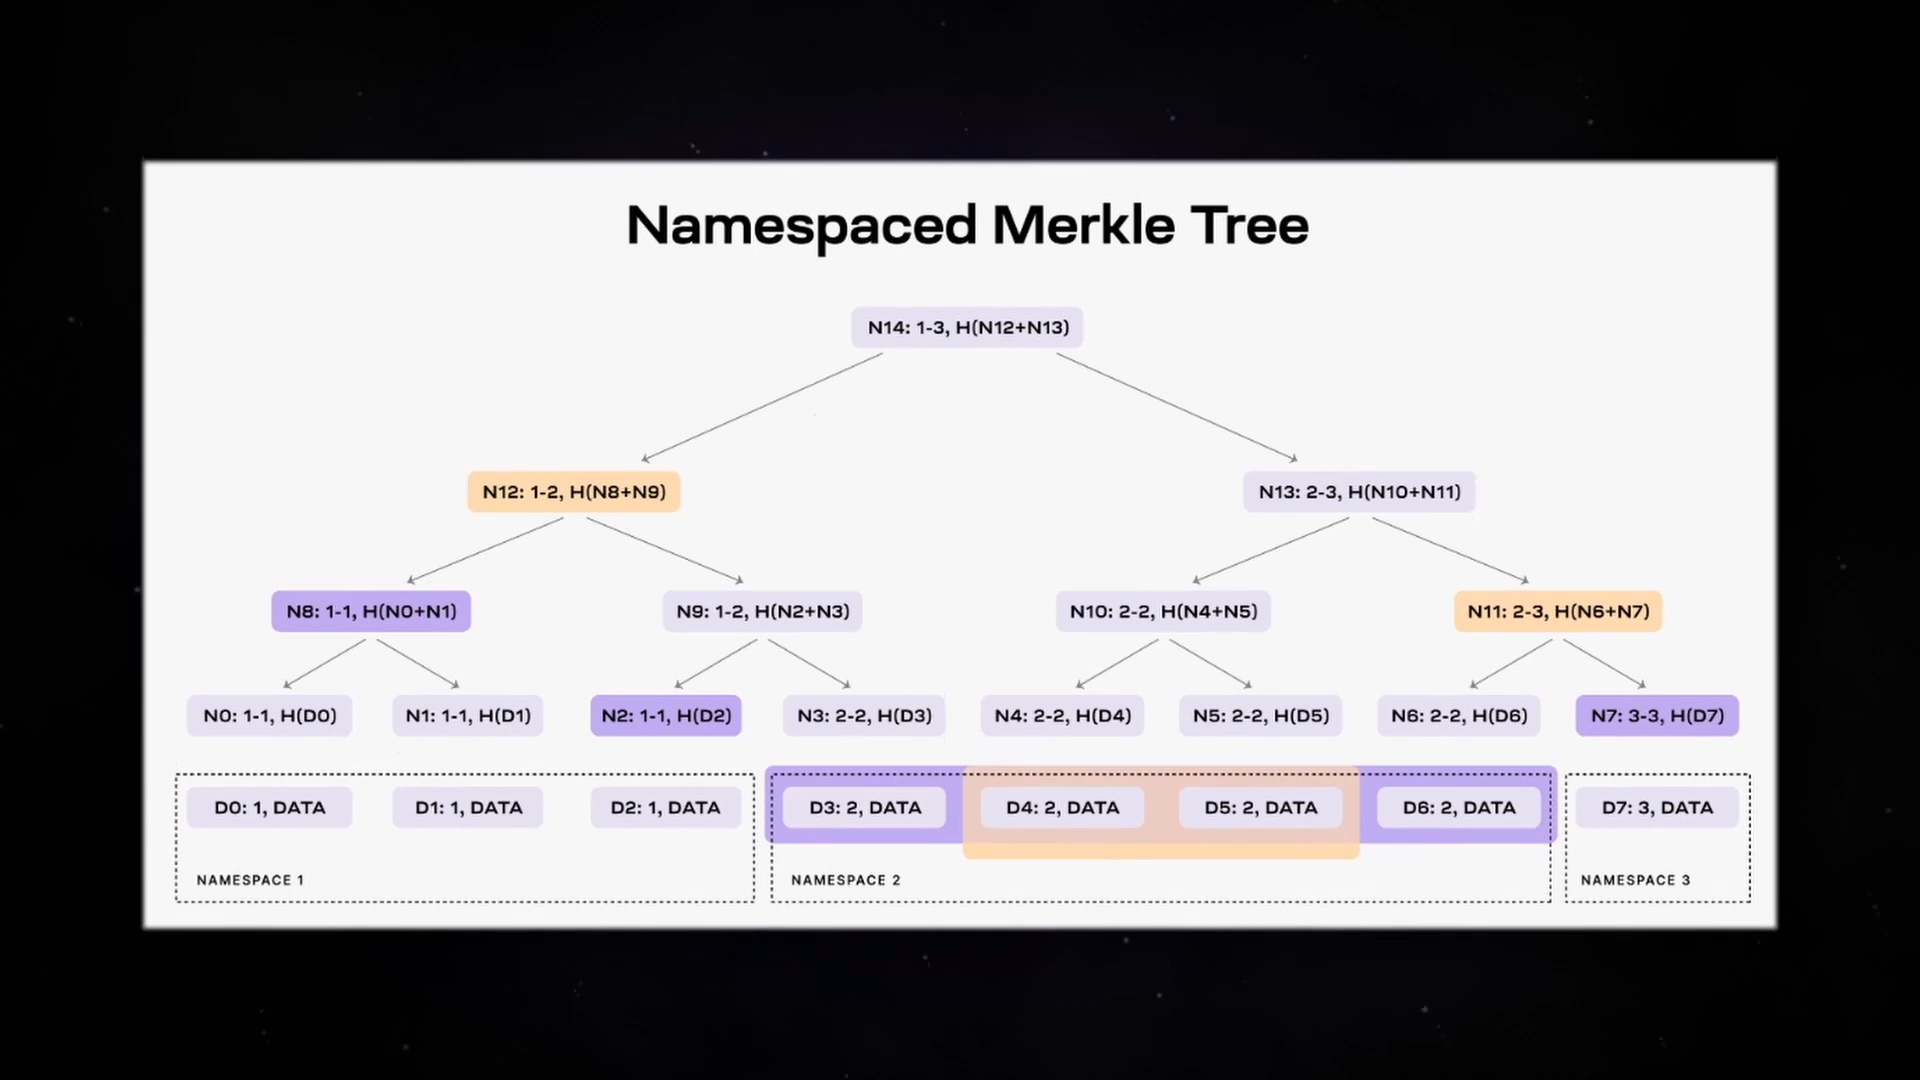 Namespaced Merkle Tree
N14: 1-3, H(N12+N13)
N12: 1-2, H(N8+N9)
N13: 2-3, H(N10+N11)
N8: 1-1, H(N0+N1)
N9: 1-2, H(N2+N3)
N10: 2-2, H(N4+N5)
N11: 2-3, H(N6+N7)
N0: 1-1, H(D0)
N1: 1-1, H(D1)
N2: 1-1, H(D2)
N3: 2-2, H(D3)
N4: 2-2, H(D4)
N5: 2-2, H(D5)
N6: 2-2, H(D6)
N7: 3-3, H(D7)
D0: 1, DATA
D1: 1, DATA
D2: 1, DATA
D3: 2, DATA
D4: 2, DATA
D5: 2, DATA
D6: 2, DATA
D7: 3, DATA
NAMESPACE 1
NAMESPACE 2
NAMESPACE 3